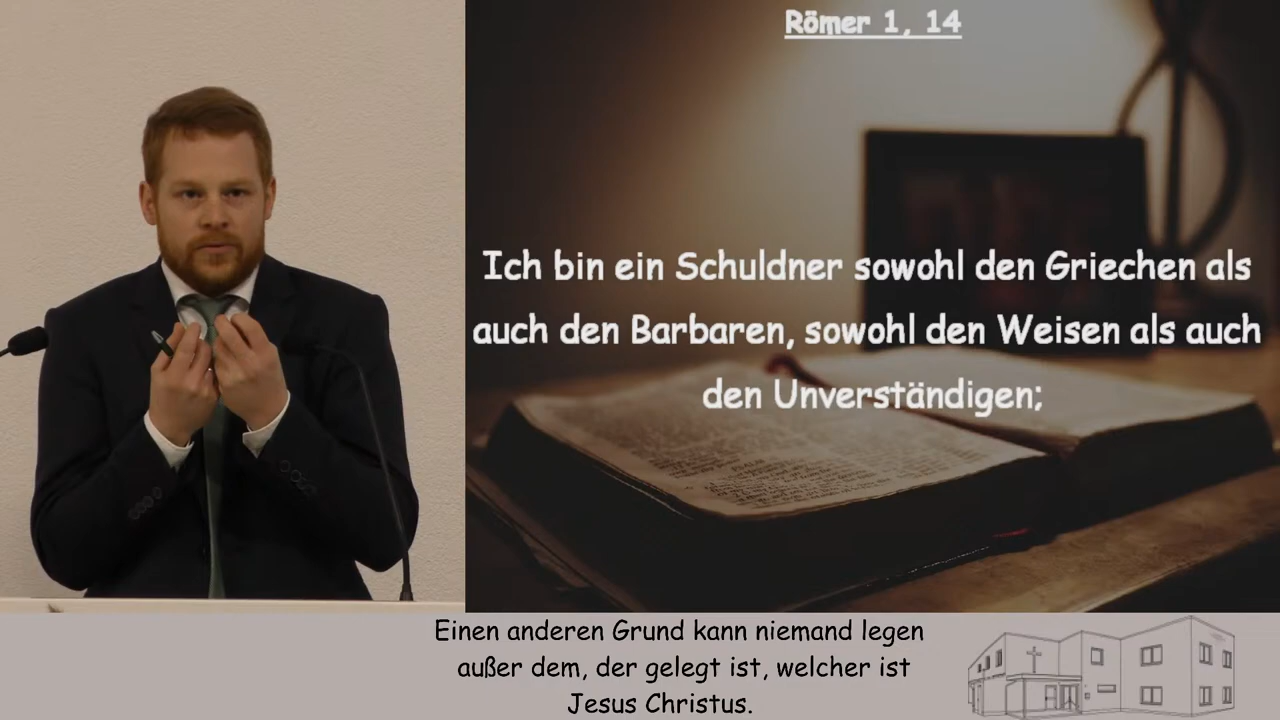 Römer 1, 14
Ich bin ein Schuldner sowohl den Griechen als
auch den Barbaren, sowohl den Weisen als auch
den Unverständigen;
Einen anderen Grund kann niemand legen
außer dem, der gelegt ist, welcher ist
Jesus Christus.